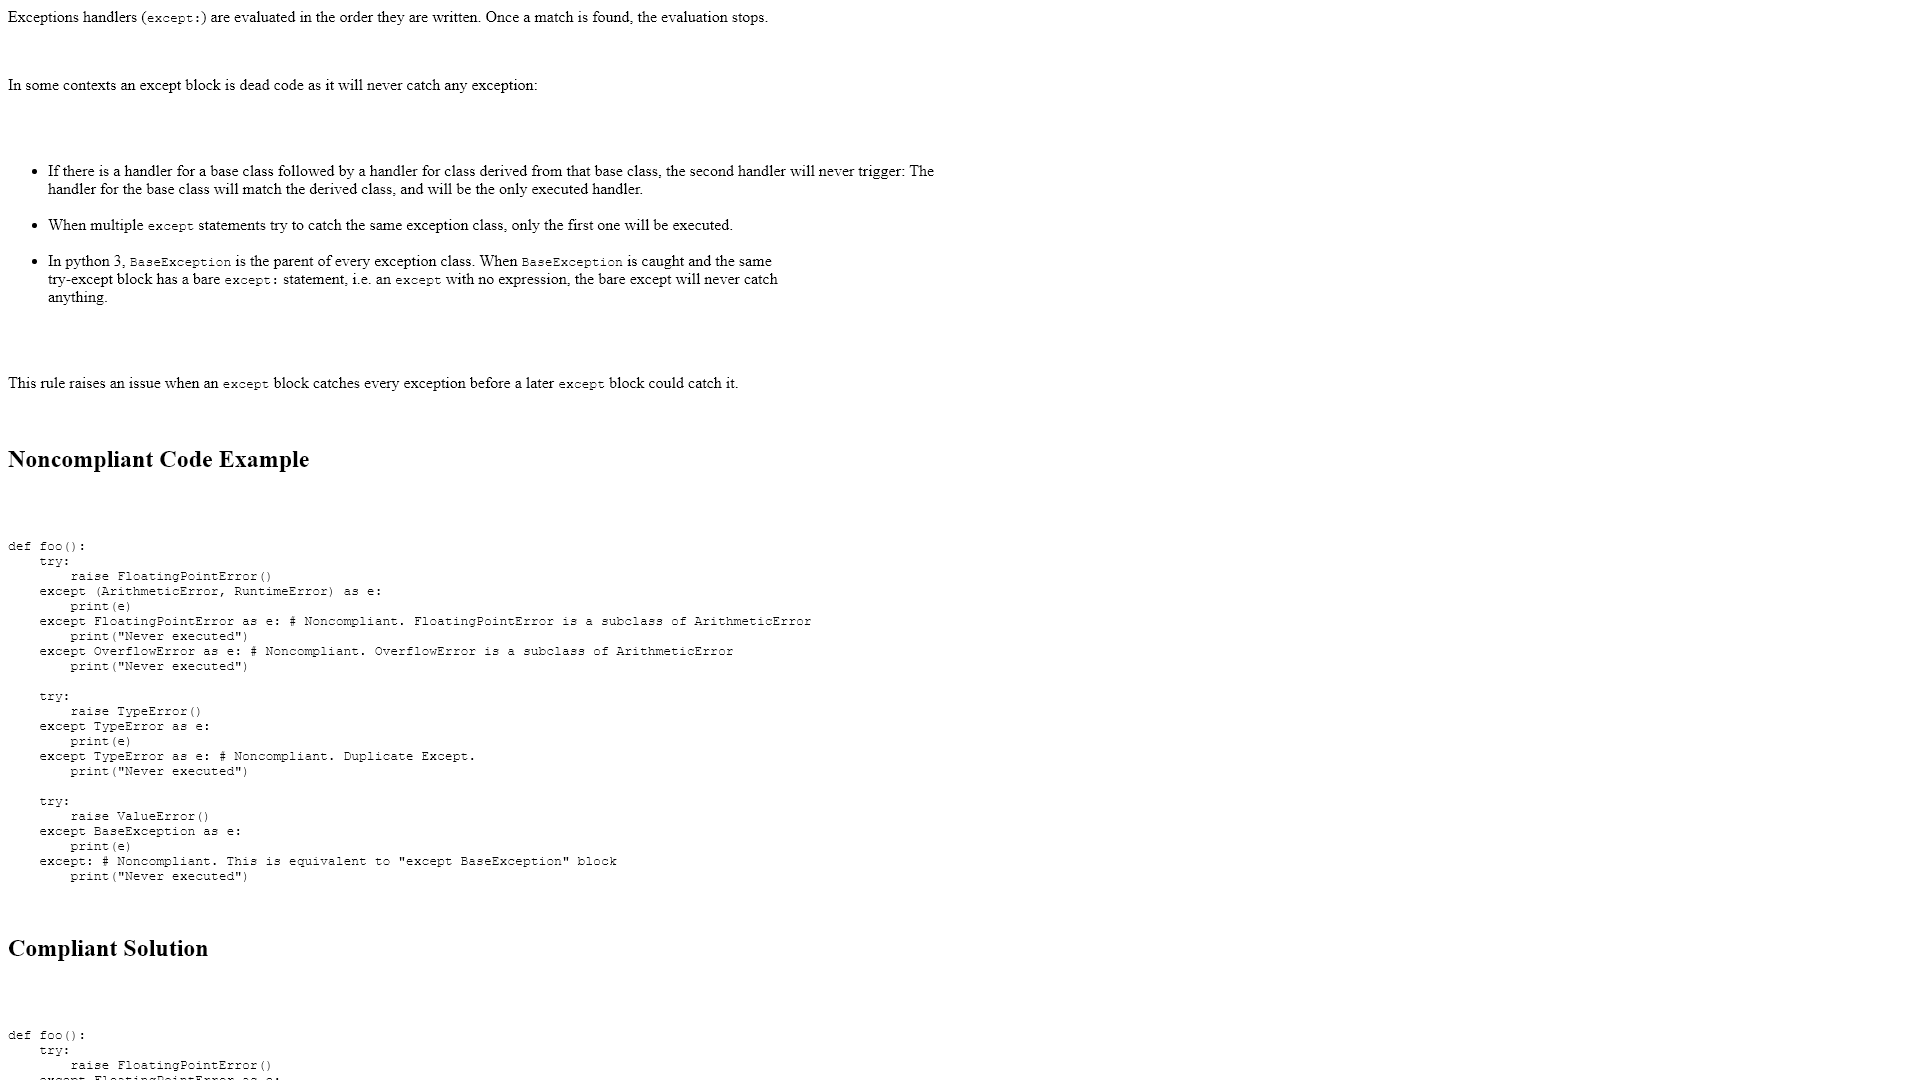 Exceptions handlers (except:) are evaluated in the order they are written. Once a match is found, the evaluation stops.
In some contexts an except block is dead code as it will never catch any exception:
• If there is a handler for a base class followed by a handler for class derived from that base class, the second handler will never trigger: The
handler for the base class will match the derived class, and will be the only executed handler.
• When multiple except statements try to catch the same exception class, only the first one will be executed.
• In python 3, BaseException is the parent of every exception class. When BaseException is caught and the same
try-except block has a bare except: statement, i.e. an except with no expression, the bare except will never catch
anything.
This rule raises an issue when an except block catches every exception before a later except block could catch it.
Noncompliant Code Example
def foo():
    try:
        raise FloatingPointError()
    except (ArithmeticError, RuntimeError) as e:
        print(e)
    except FloatingPointError as e: # Noncompliant. FloatingPointError is a subclass of ArithmeticError
        print("Never executed")
    except OverflowError as e: # Noncompliant. OverflowError is a subclass of ArithmeticError
        print("Never executed")
    try:
        raise TypeError()
    except TypeError as e:
        print(e)
    except TypeError as e: # Noncompliant. Duplicate Except.
        print("Never executed")
    try:
        raise ValueError()
    except BaseException as e:
        print(e)
    except: # Noncompliant. This is equivalent to "except BaseException" block
        print("Never executed")
Compliant Solution
def foo():
    try:
        raise FloatingPointError()
    except FloatingPointError as e: